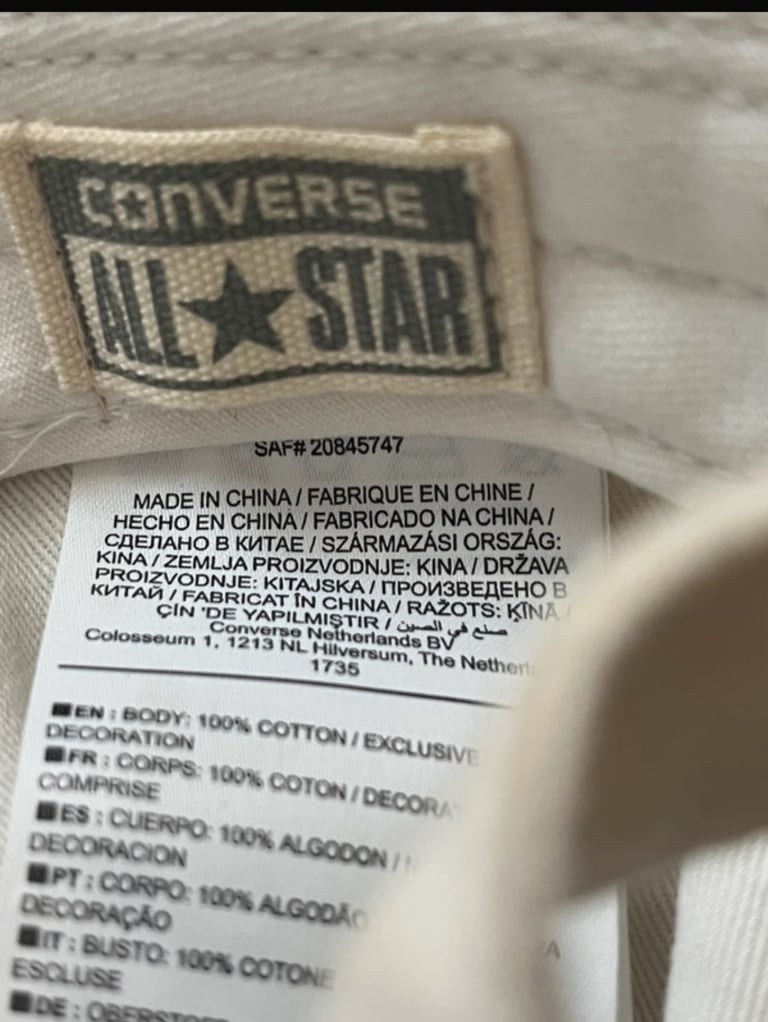 CONVERSE
ALL STAR
SAF# 20845747
MADE IN CHINA / FABRIQUE EN CHINE /
HECHO EN CHINA / FABRICADO NA CHINA /
СДЕЛАНО В КИТАЕ / SZÁRMAZÁSI ORSZÁG:
KINA / ZEMLJA PROIZVODNJE: KINA / DRŽAVA
PROIZVODNJE: KITAJSKA / ПРОИЗВЕДЕНО В
КИТАЙ / FABRICAT ÎN CHINA / RAŽOTS: ĶĪNĀ /
ÇİN 'DE YAPILMIŞTIR / صنع في الصين
Converse Netherlands BV
Colosseum 1, 1213 NL Hilversum, The
1735
EN : BODY: 100% COTTON / EXCLUSIVE
DECORATION
FR : CORPS: 100% COTON /
COMPRISE
ES : CUERPO: 100% ALGODON /
DECORACION
PT : CORPO: 100% ALGODÃO
DECORAÇÃO
IT : BUSTO: 100% COTONE
ESCLUSE
DE :